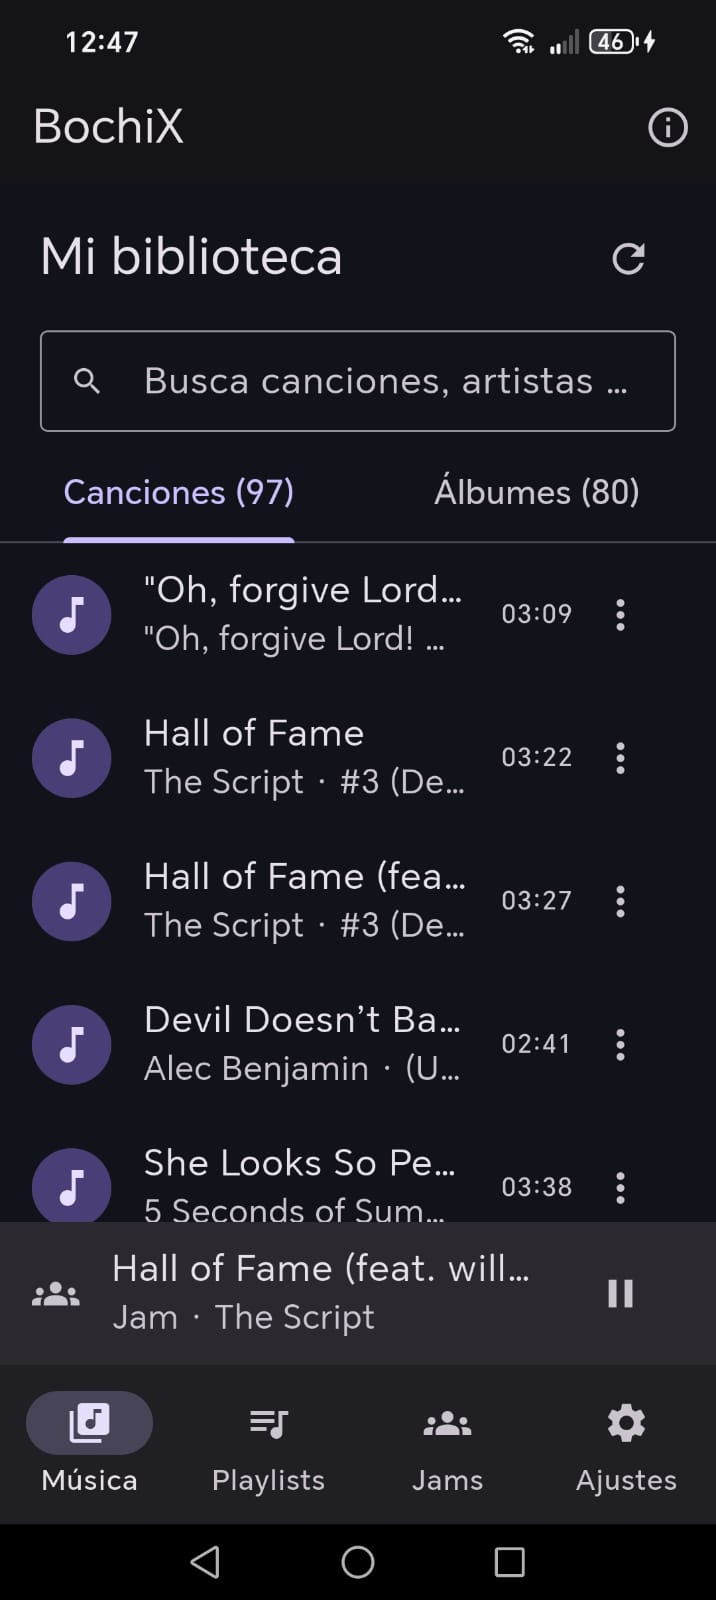 12:47
46
BochiX
Mi biblioteca
Busca canciones, artistas ...
Canciones (97)
Álbumes (80)
"Oh, forgive Lord...
"Oh, forgive Lord! ...
03:09
Hall of Fame
The Script · #3 (De...
03:22
Hall of Fame (fea...
The Script · #3 (De...
03:27
Devil Doesn’t Ba...
Alec Benjamin · (U...
02:41
She Looks So Pe...
5 Seconds of Sum...
03:38
Hall of Fame (feat. will...
Jam · The Script
Música
Playlists
Jams
Ajustes